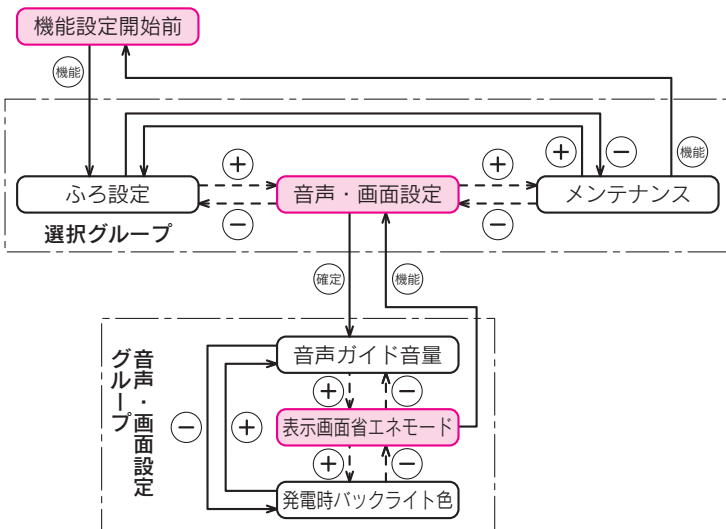 機能設定開始前
機能
+
−
機能
ふろ設定
+
−
音声・画面設定
+
−
メンテナンス
選択グループ
確定
機能
音声・画面設定
グループ
音声ガイド音量
+
−
−
+
表示画面省エネモード
+
−
発電時バックライト色